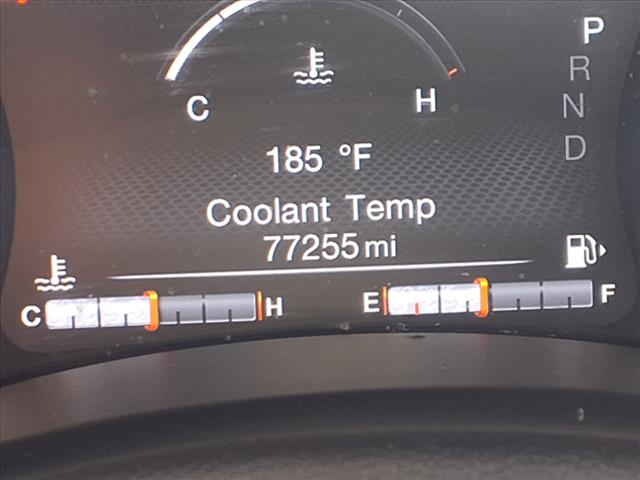 P
R
N
D
C H
185 °F
Coolant Temp
77255 mi
C H E F